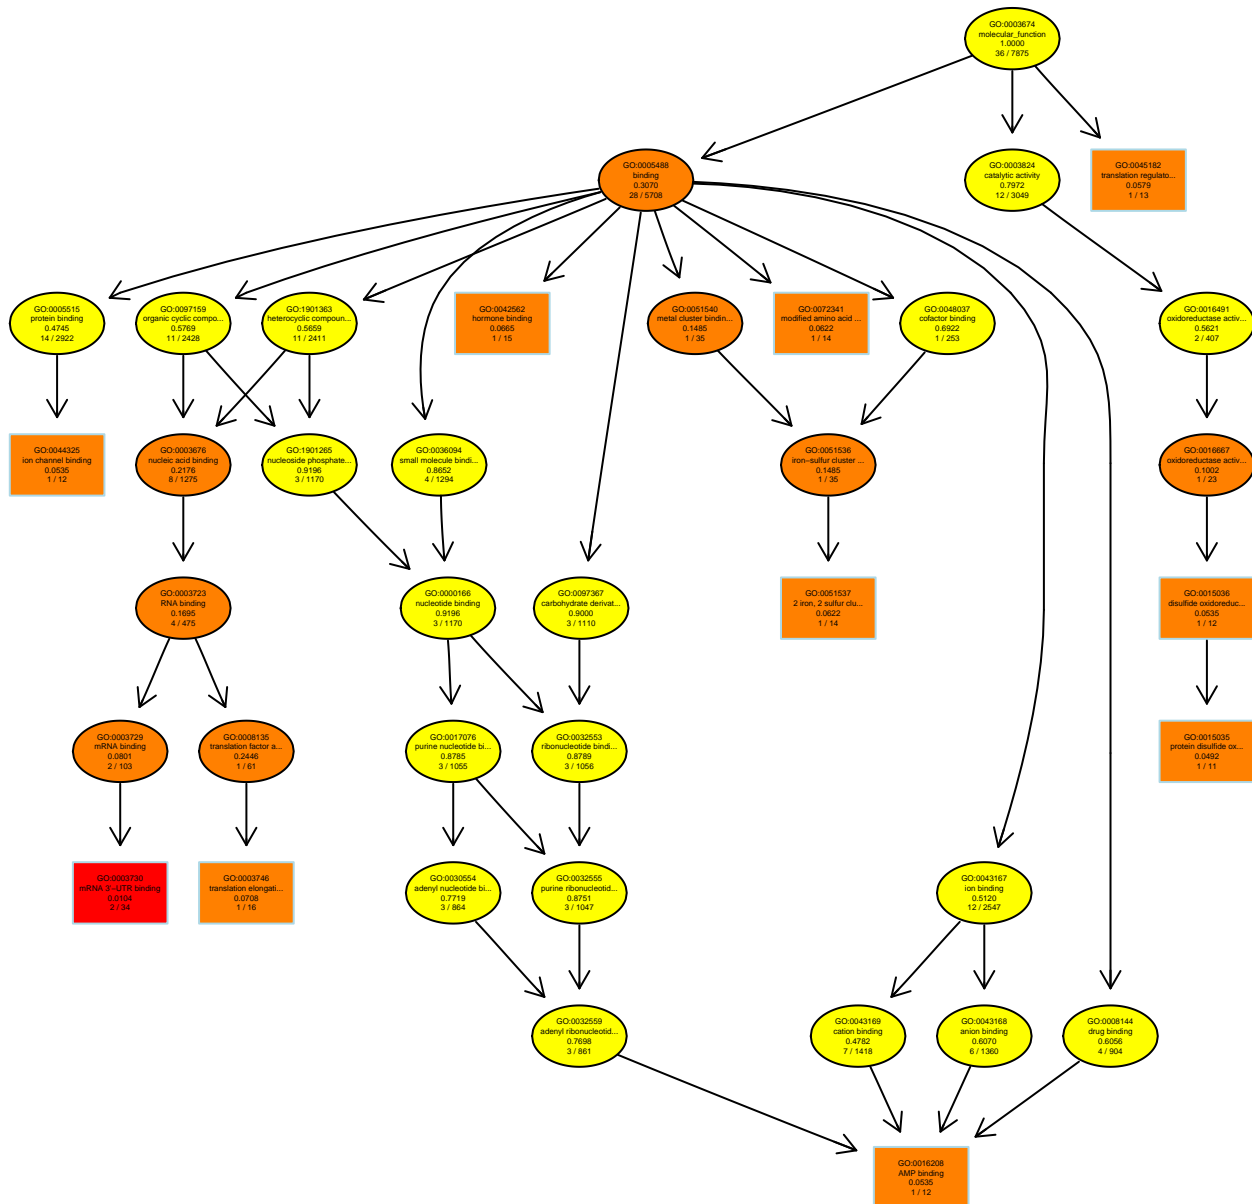 GO:0003674
molecular_function
1.0000
36 / 7875
GO:0005488
binding
0.3070
28 / 5708
GO:0003824
catalytic activity
0.7972
12 / 3049
GO:0045182
translation regulato...
0.0579
1 / 13
GO:0005515
protein binding
0.4745
14 / 2922
GO:0097159
organic cyclic compo...
0.5769
11 / 2428
GO:1901363
heterocyclic compoun...
0.5659
11 / 2411
GO:0042562
hormone binding
0.0665
1 / 15
GO:0051540
metal cluster bindin...
0.1485
1 / 35
GO:0072341
modified amino acid ...
0.0622
1 / 14
GO:0048037
cofactor binding
0.6922
1 / 253
GO:0016491
oxidoreductase activ...
0.5621
2 / 407
GO:0044325
ion channel binding
0.0535
1 / 12
GO:0003676
nucleic acid binding
0.2176
8 / 1275
GO:1901265
nucleoside phosphate...
0.9196
3 / 1170
GO:0036094
small molecule bindi...
0.8652
4 / 1294
GO:0051536
iron−sulfur cluster ...
0.1485
1 / 35
GO:0016667
oxidoreductase activ...
0.1002
1 / 23
GO:0003723
RNA binding
0.1695
4 / 475
GO:0000166
nucleotide binding
0.9196
3 / 1170
GO:0097367
carbohydrate derivat...
0.9000
3 / 1110
GO:0051537
2 iron, 2 sulfur clu...
0.0622
1 / 14
GO:0015036
disulfide oxidoreduc...
0.0535
1 / 12
GO:0003729
mRNA binding
0.0801
2 / 103
GO:0008135
translation factor a...
0.2446
1 / 61
GO:0017076
purine nucleotide bi...
0.8785
3 / 1055
GO:0032553
ribonucleotide bindi...
0.8789
3 / 1056
GO:0015035
protein disulfide ox...
0.0492
1 / 11
GO:0003730
mRNA 3'−UTR binding
0.0104
2 / 34
GO:0003746
translation elongati...
0.0708
1 / 16
GO:0030554
adenyl nucleotide bi...
0.7719
3 / 864
GO:0032555
purine ribonucleotid...
0.8751
3 / 1047
GO:0043167
ion binding
0.5120
12 / 2547
GO:0032559
adenyl ribonucleotid...
0.7698
3 / 861
GO:0043169
cation binding
0.4782
7 / 1418
GO:0043168
anion binding
0.6070
6 / 1360
GO:0008144
drug binding
0.6056
4 / 904
GO:0016208
AMP binding
0.0535
1 / 12